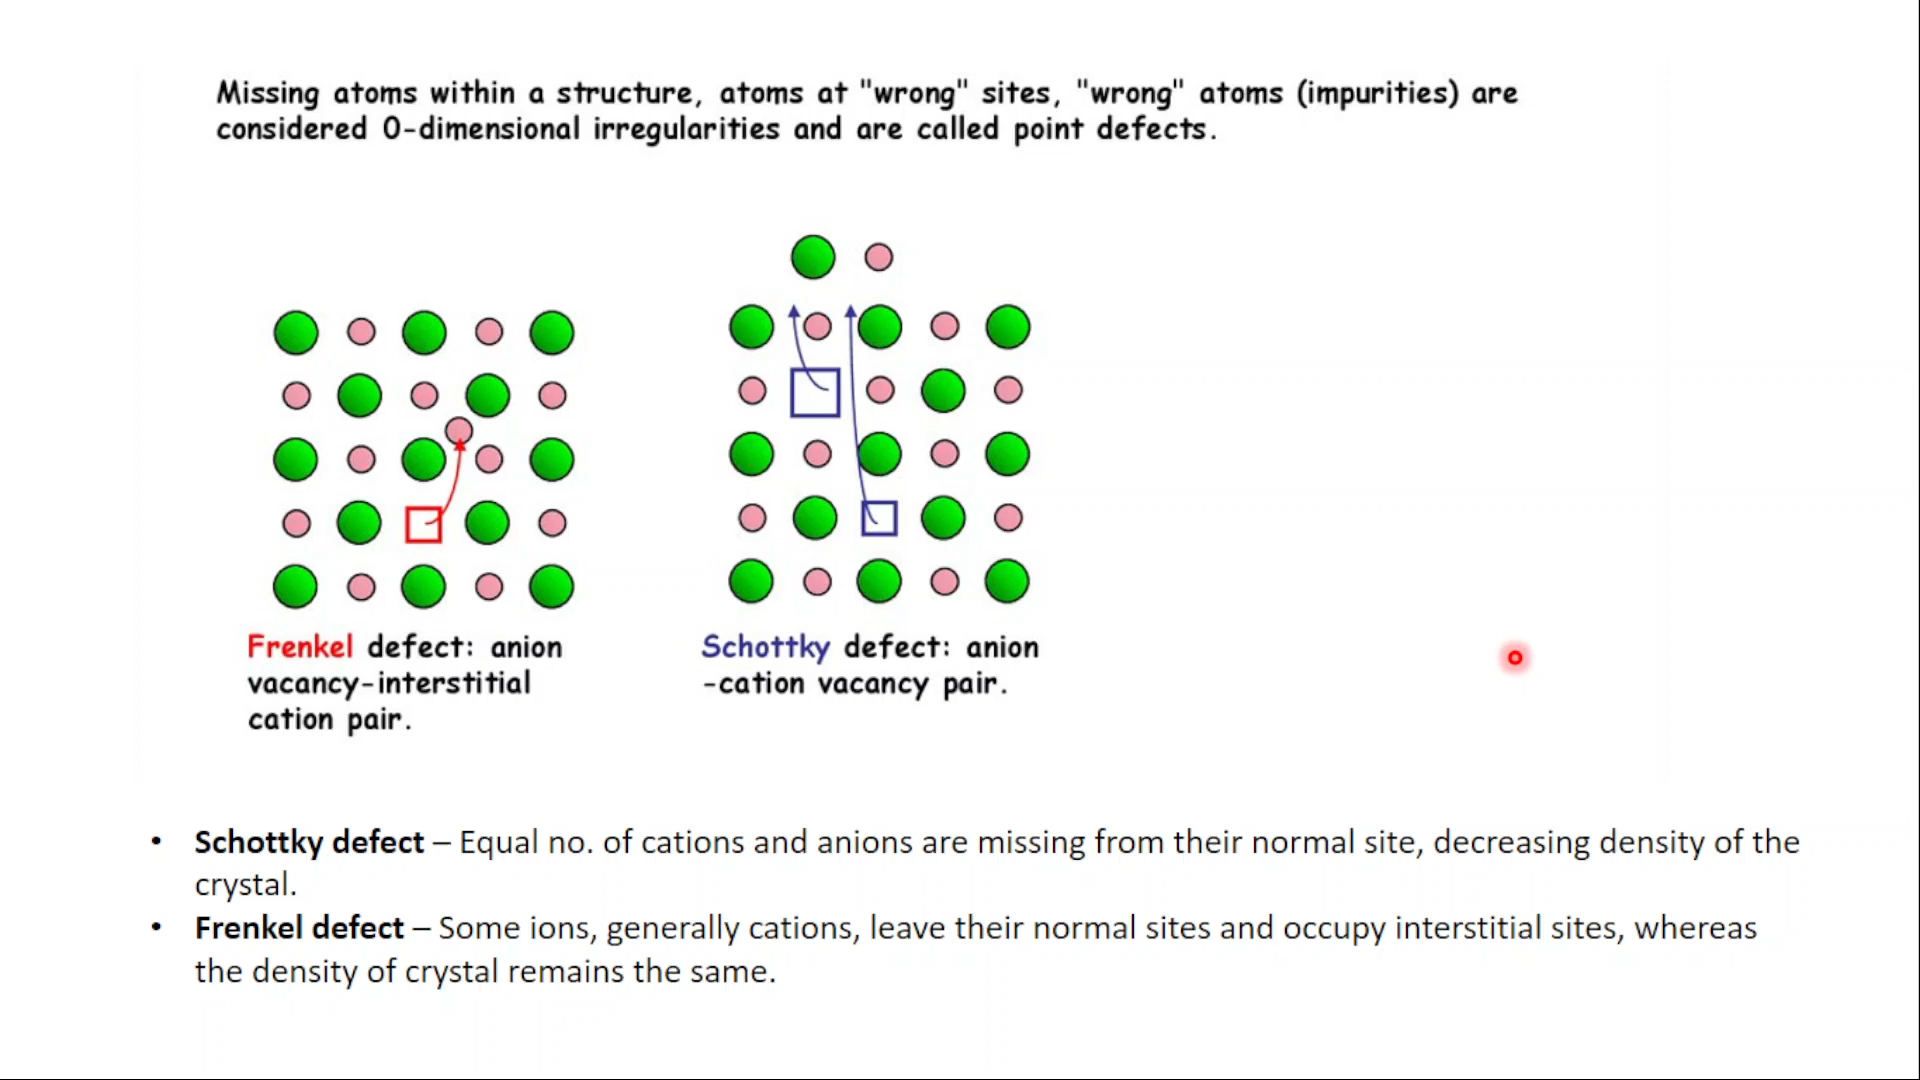 Missing atoms within a structure, atoms at "wrong" sites, "wrong" atoms (impurities) are
considered 0-dimensional irregularities and are called point defects.
Frenkel defect: anion
vacancy-interstitial
cation pair.
Schottky defect: anion
-cation vacancy pair.
• Schottky defect – Equal no. of cations and anions are missing from their normal site, decreasing density of the
crystal.
• Frenkel defect – Some ions, generally cations, leave their normal sites and occupy interstitial sites, whereas
the density of crystal remains the same.